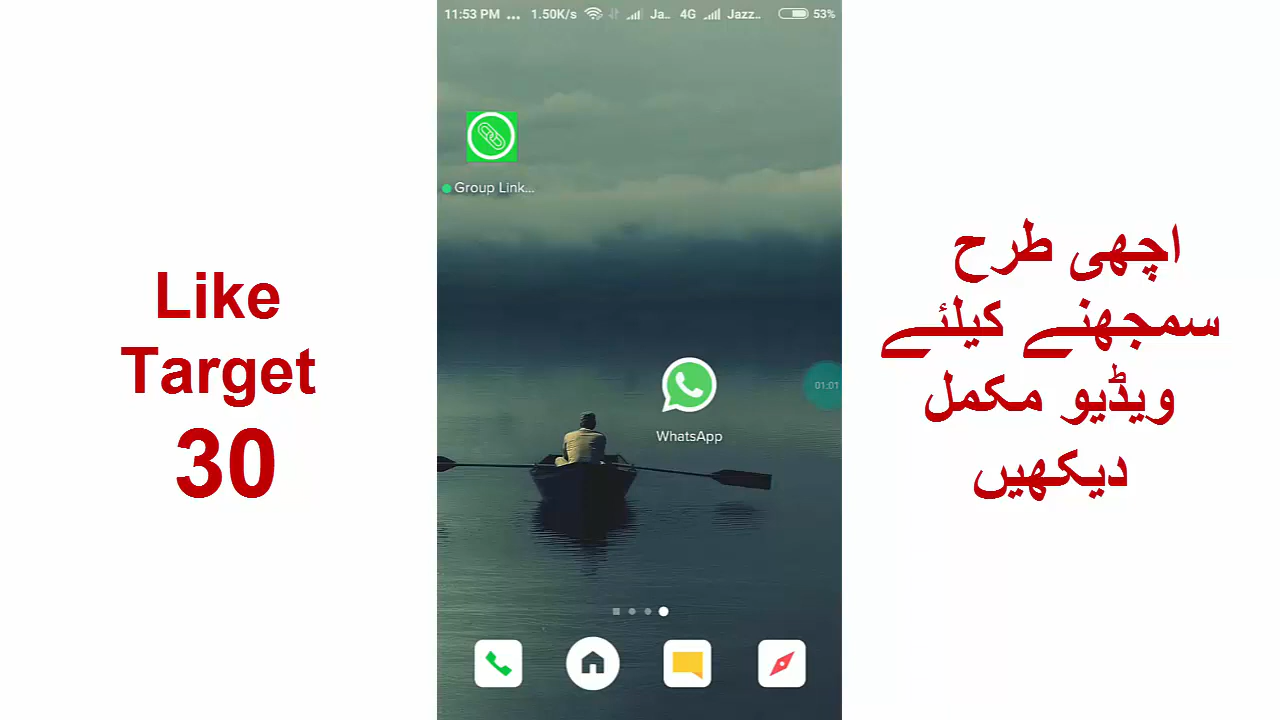 11:53 PM ... 1.50K/s Ja.. 4G Jazz.. 53%
Group Link...
Like
Target
30
اچھی طرح
سمجھنے کیلئے
ویڈیو مکمل
دیکھیں
01:01
WhatsApp